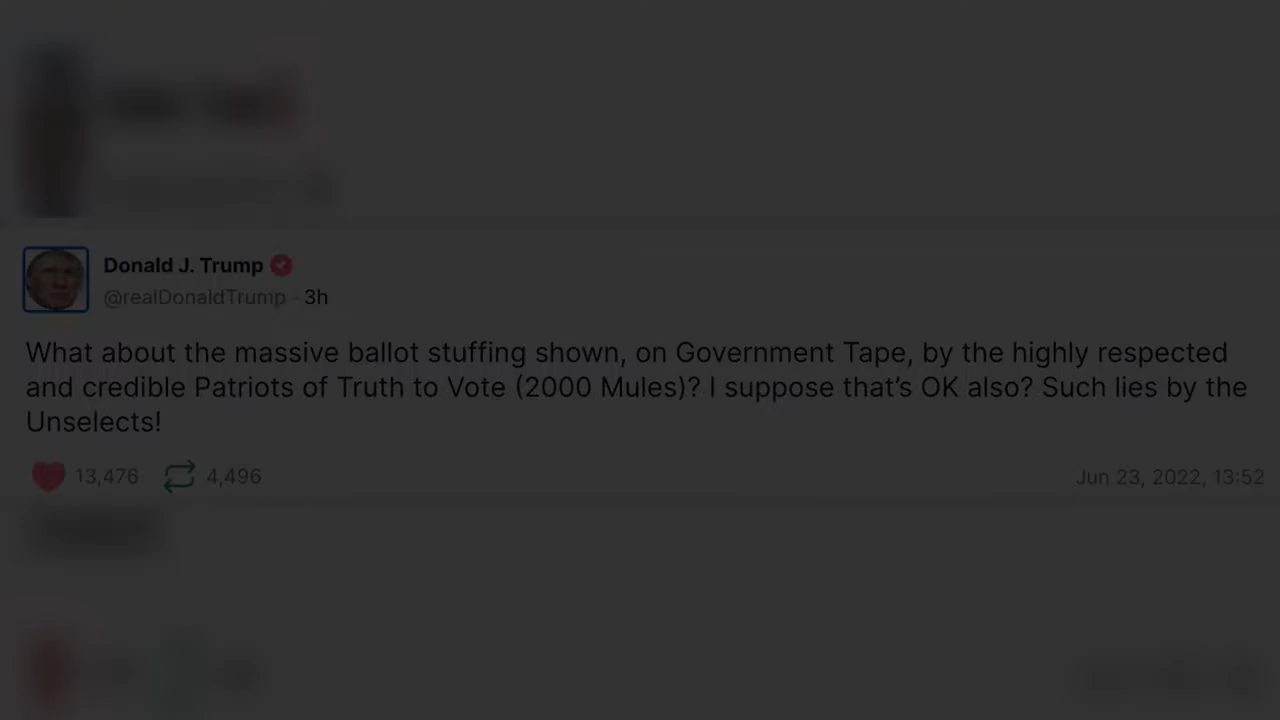 Donald J. Trump
@realDonaldTrump · 3h
What about the massive ballot stuffing shown, on Government Tape, by the highly respected
and credible Patriots of Truth to Vote (2000 Mules)? I suppose that’s OK also? Such lies by the
Unselects!
13,476 4,496 Jun 23, 2022, 13:52